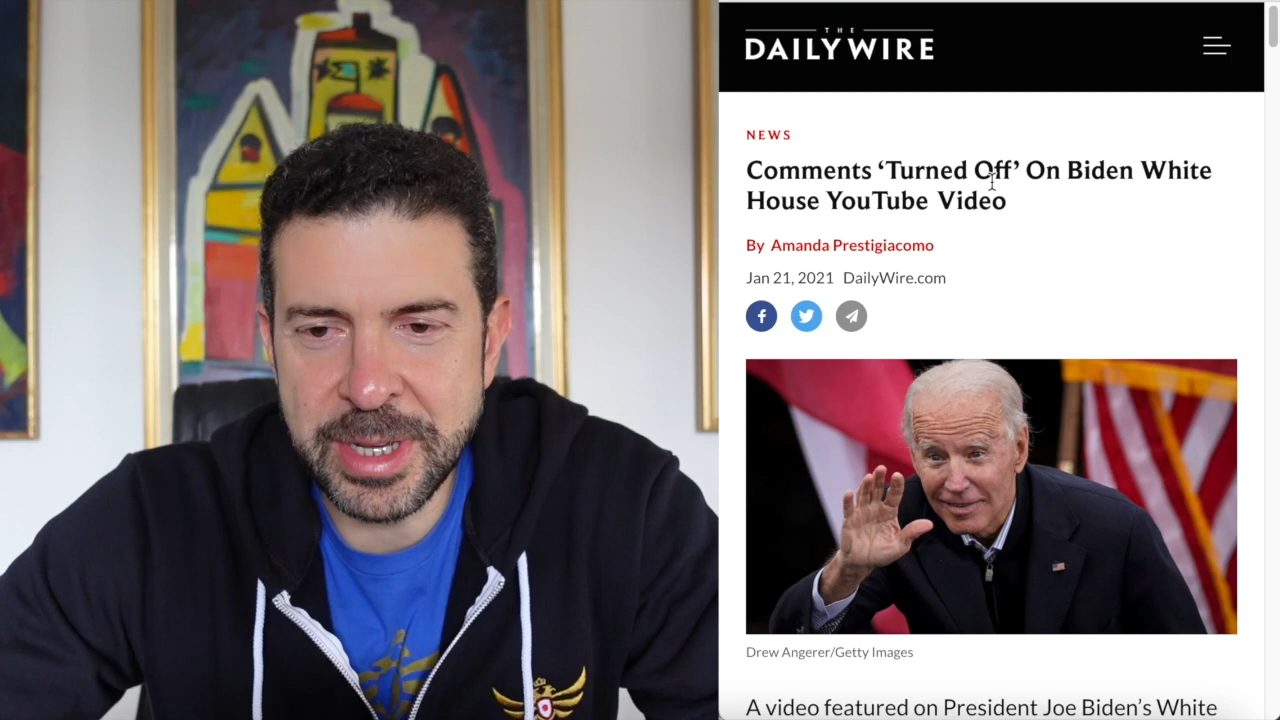 THE
DAILYWIRE
NEWS
Comments ‘Turned Off’ On Biden White
House YouTube Video
By Amanda Prestigiacomo
Jan 21, 2021 DailyWire.com
Drew Angerer/Getty Images
A video featured on President Joe Biden’s White